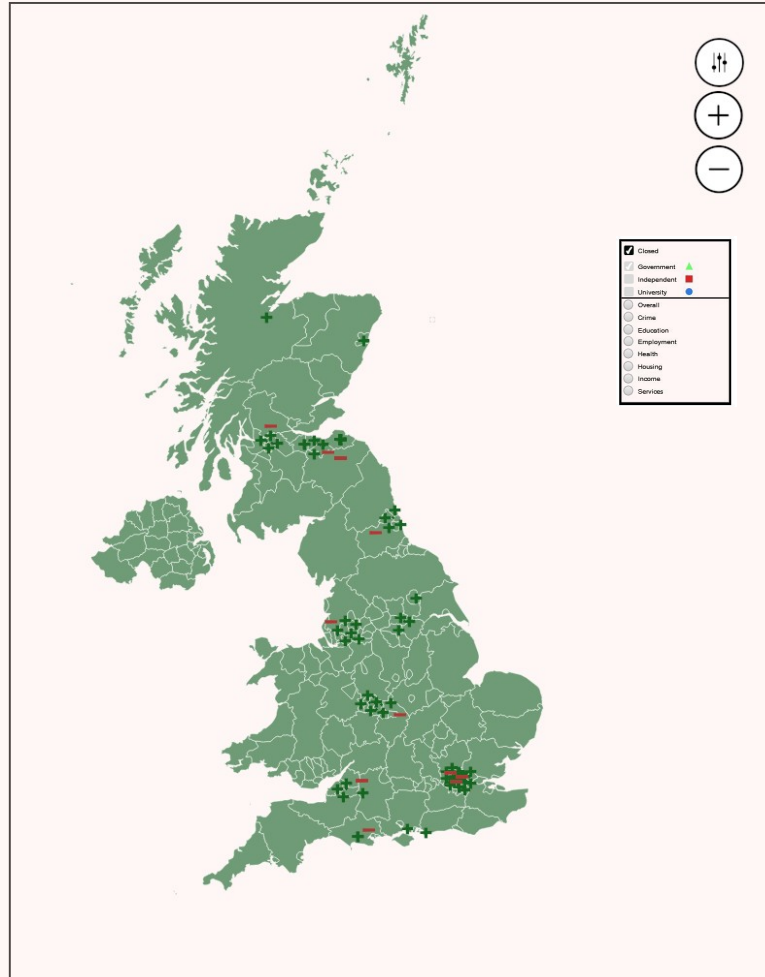 Closed
Government
Independent
University
Overall
Crime
Education
Employment
Health
Housing
Income
Services